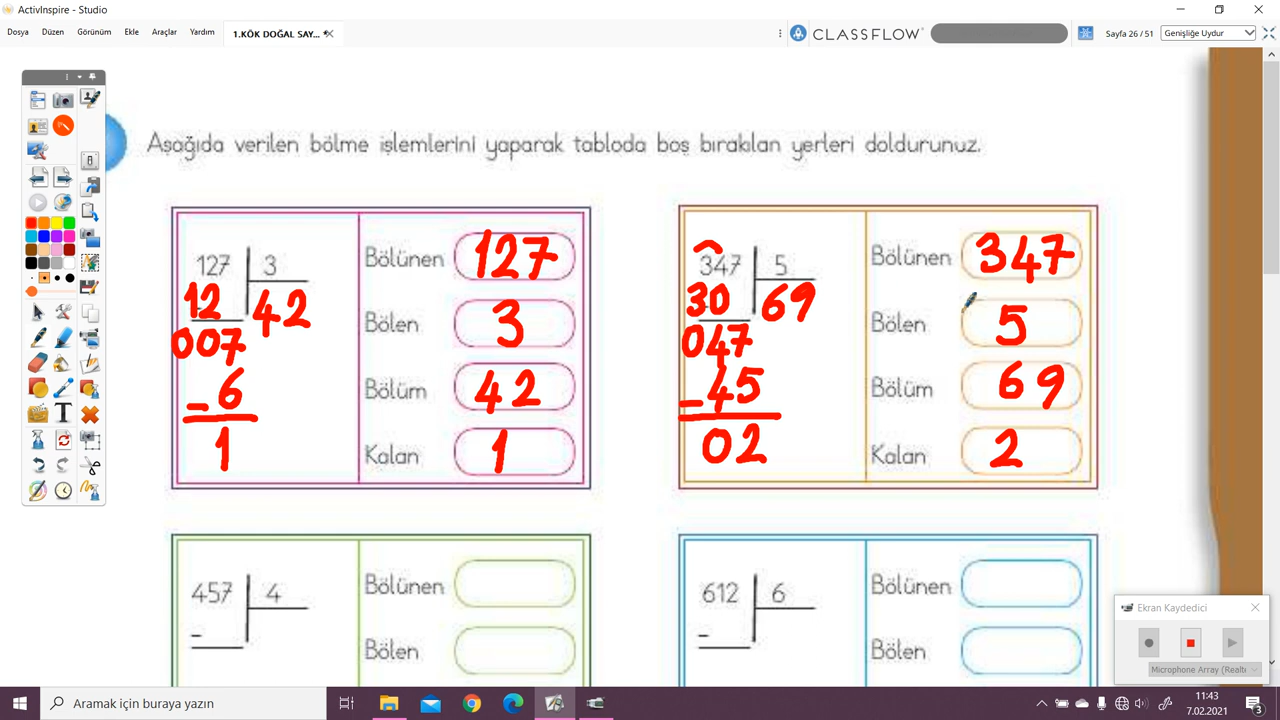 ActivInspire - Studio
Dosya Düzen Görünüm Ekle Araçlar Yardım
1.KÖK DOĞAL SAY...
CLASSFLOW
Sayfa 26 / 51
Genişliğe Uydur
Aşağıda verilen bölme işlemlerini yaparak tabloda boş bırakılan yerleri doldurunuz.
127 3
12 42
007
- 6
1
Bölünen 127
Bölen 3
Bölüm 42
Kalan 1
347 5
30 69
047
- 45
02
Bölünen 347
Bölen 5
Bölüm 69
Kalan 2
457 4
-
Bölünen
Bölen
612 6
-
Bölünen
Bölen
Ekran Kaydedici
Microphone Array (Realte
Aramak için buraya yazın
11:43
7.02.2021
3